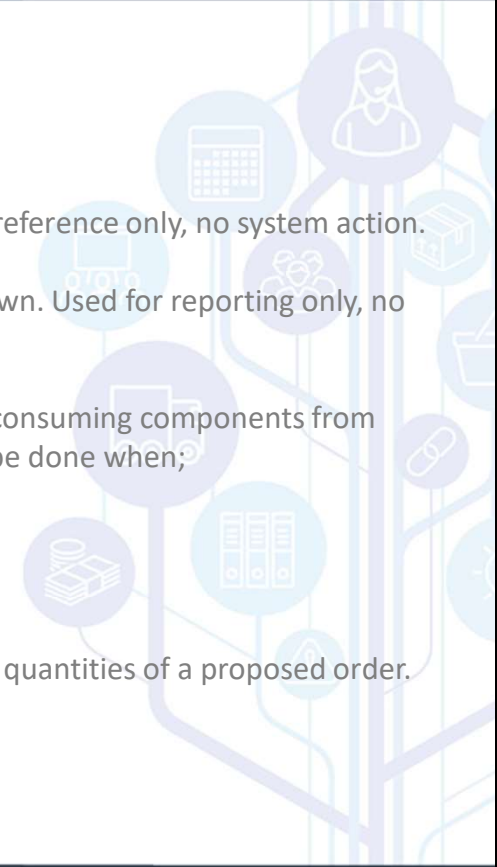 reference only, no system action.
wn. Used for reporting only, no
consuming components from
be done when;
quantities of a proposed order.